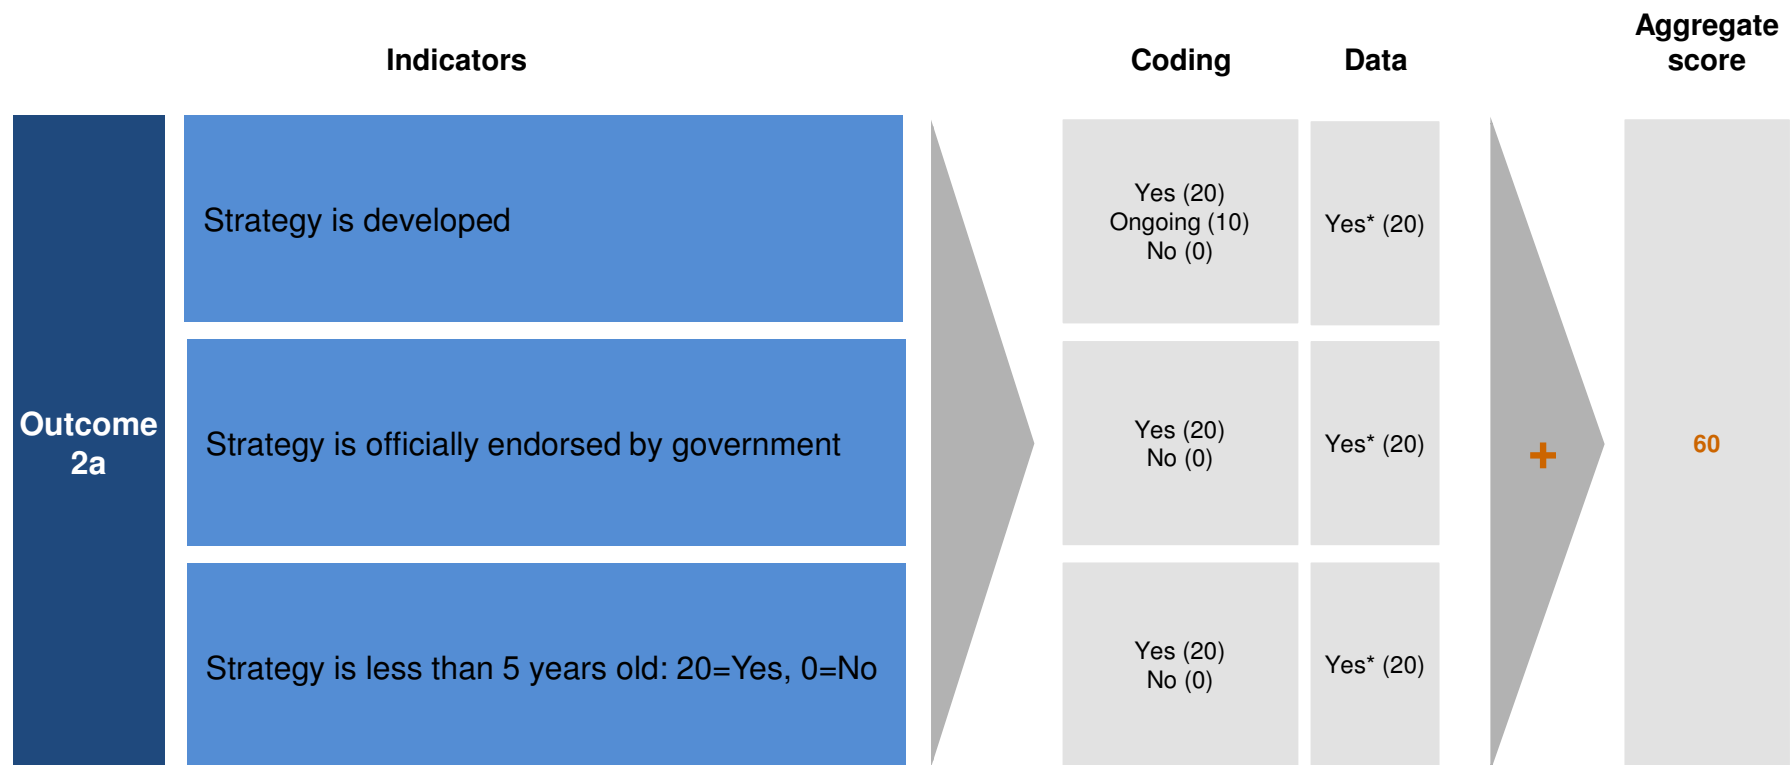 Indicators
Coding
Data
Aggregate
score
Outcome
2a
Strategy is developed
Yes (20)
Ongoing (10)
No (0)
Yes* (20)
Strategy is officially endorsed by government
Yes (20)
No (0)
Yes* (20)
Strategy is less than 5 years old: 20=Yes, 0=No
Yes (20)
No (0)
Yes* (20)
+
60